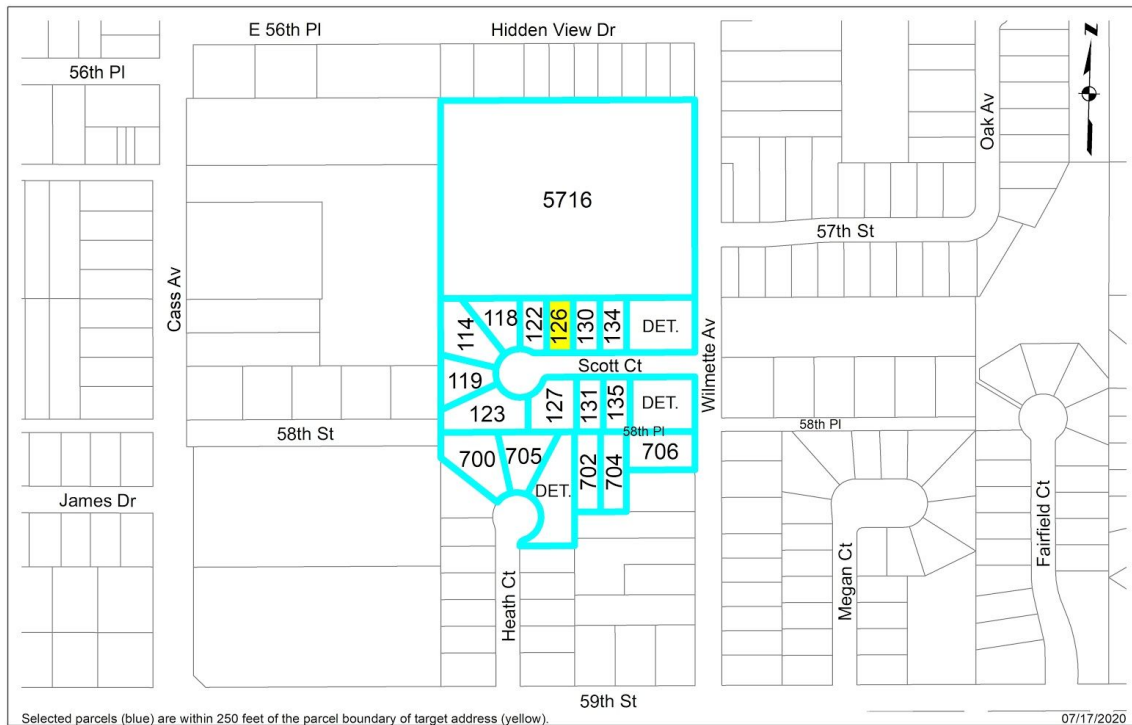 E 56th Pl
Hidden View Dr
56th Pl
Z
Oak Av
5716
57th St
Cass Av
Wilmette Av
114
118
122
126
130
134
DET.
Scott Ct
119
123
127
131
135
DET.
58th Pl
58th Pl
58th St
700
705
DET.
702
704
706
James Dr
Heath Ct
Megan Ct
Fairfield Ct
59th St
Selected parcels (blue) are within 250 feet of the parcel boundary of target address (yellow).
07/17/2020